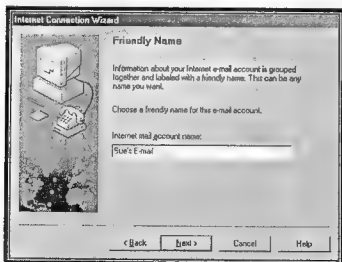 Internet Connection Wizard
Friendly Name
Information about your Internet e-mail account is grouped
together and labeled with a friendly name. This can be any
name you want.
Choose a friendly name for this e-mail account.
Internet mail account name:
Sue's E-mail
< Back
Next >
Cancel
Help